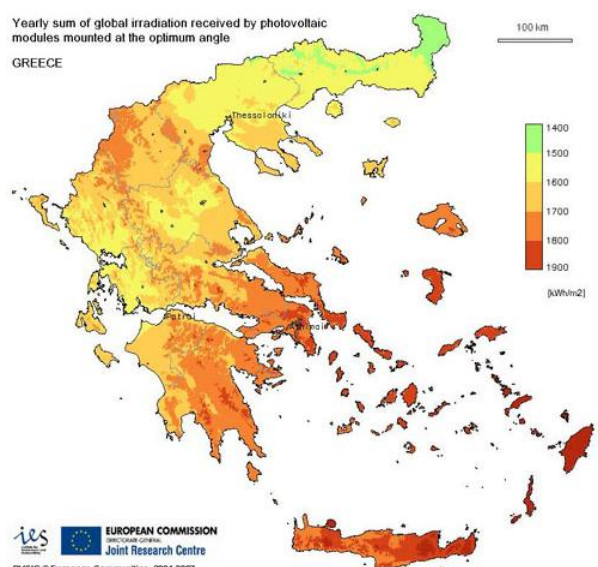 Yearly sum of global irradiation received by photovoltaic
modules mounted at the optimum angle
GREECE
100 km
Thessaloniki
1400
1500
1600
1700
1800
1900
[kWh/m2]
Patrai
ies
EUROPEAN COMMISSION
DIRECTORATE-GENERAL
Joint Research Centre